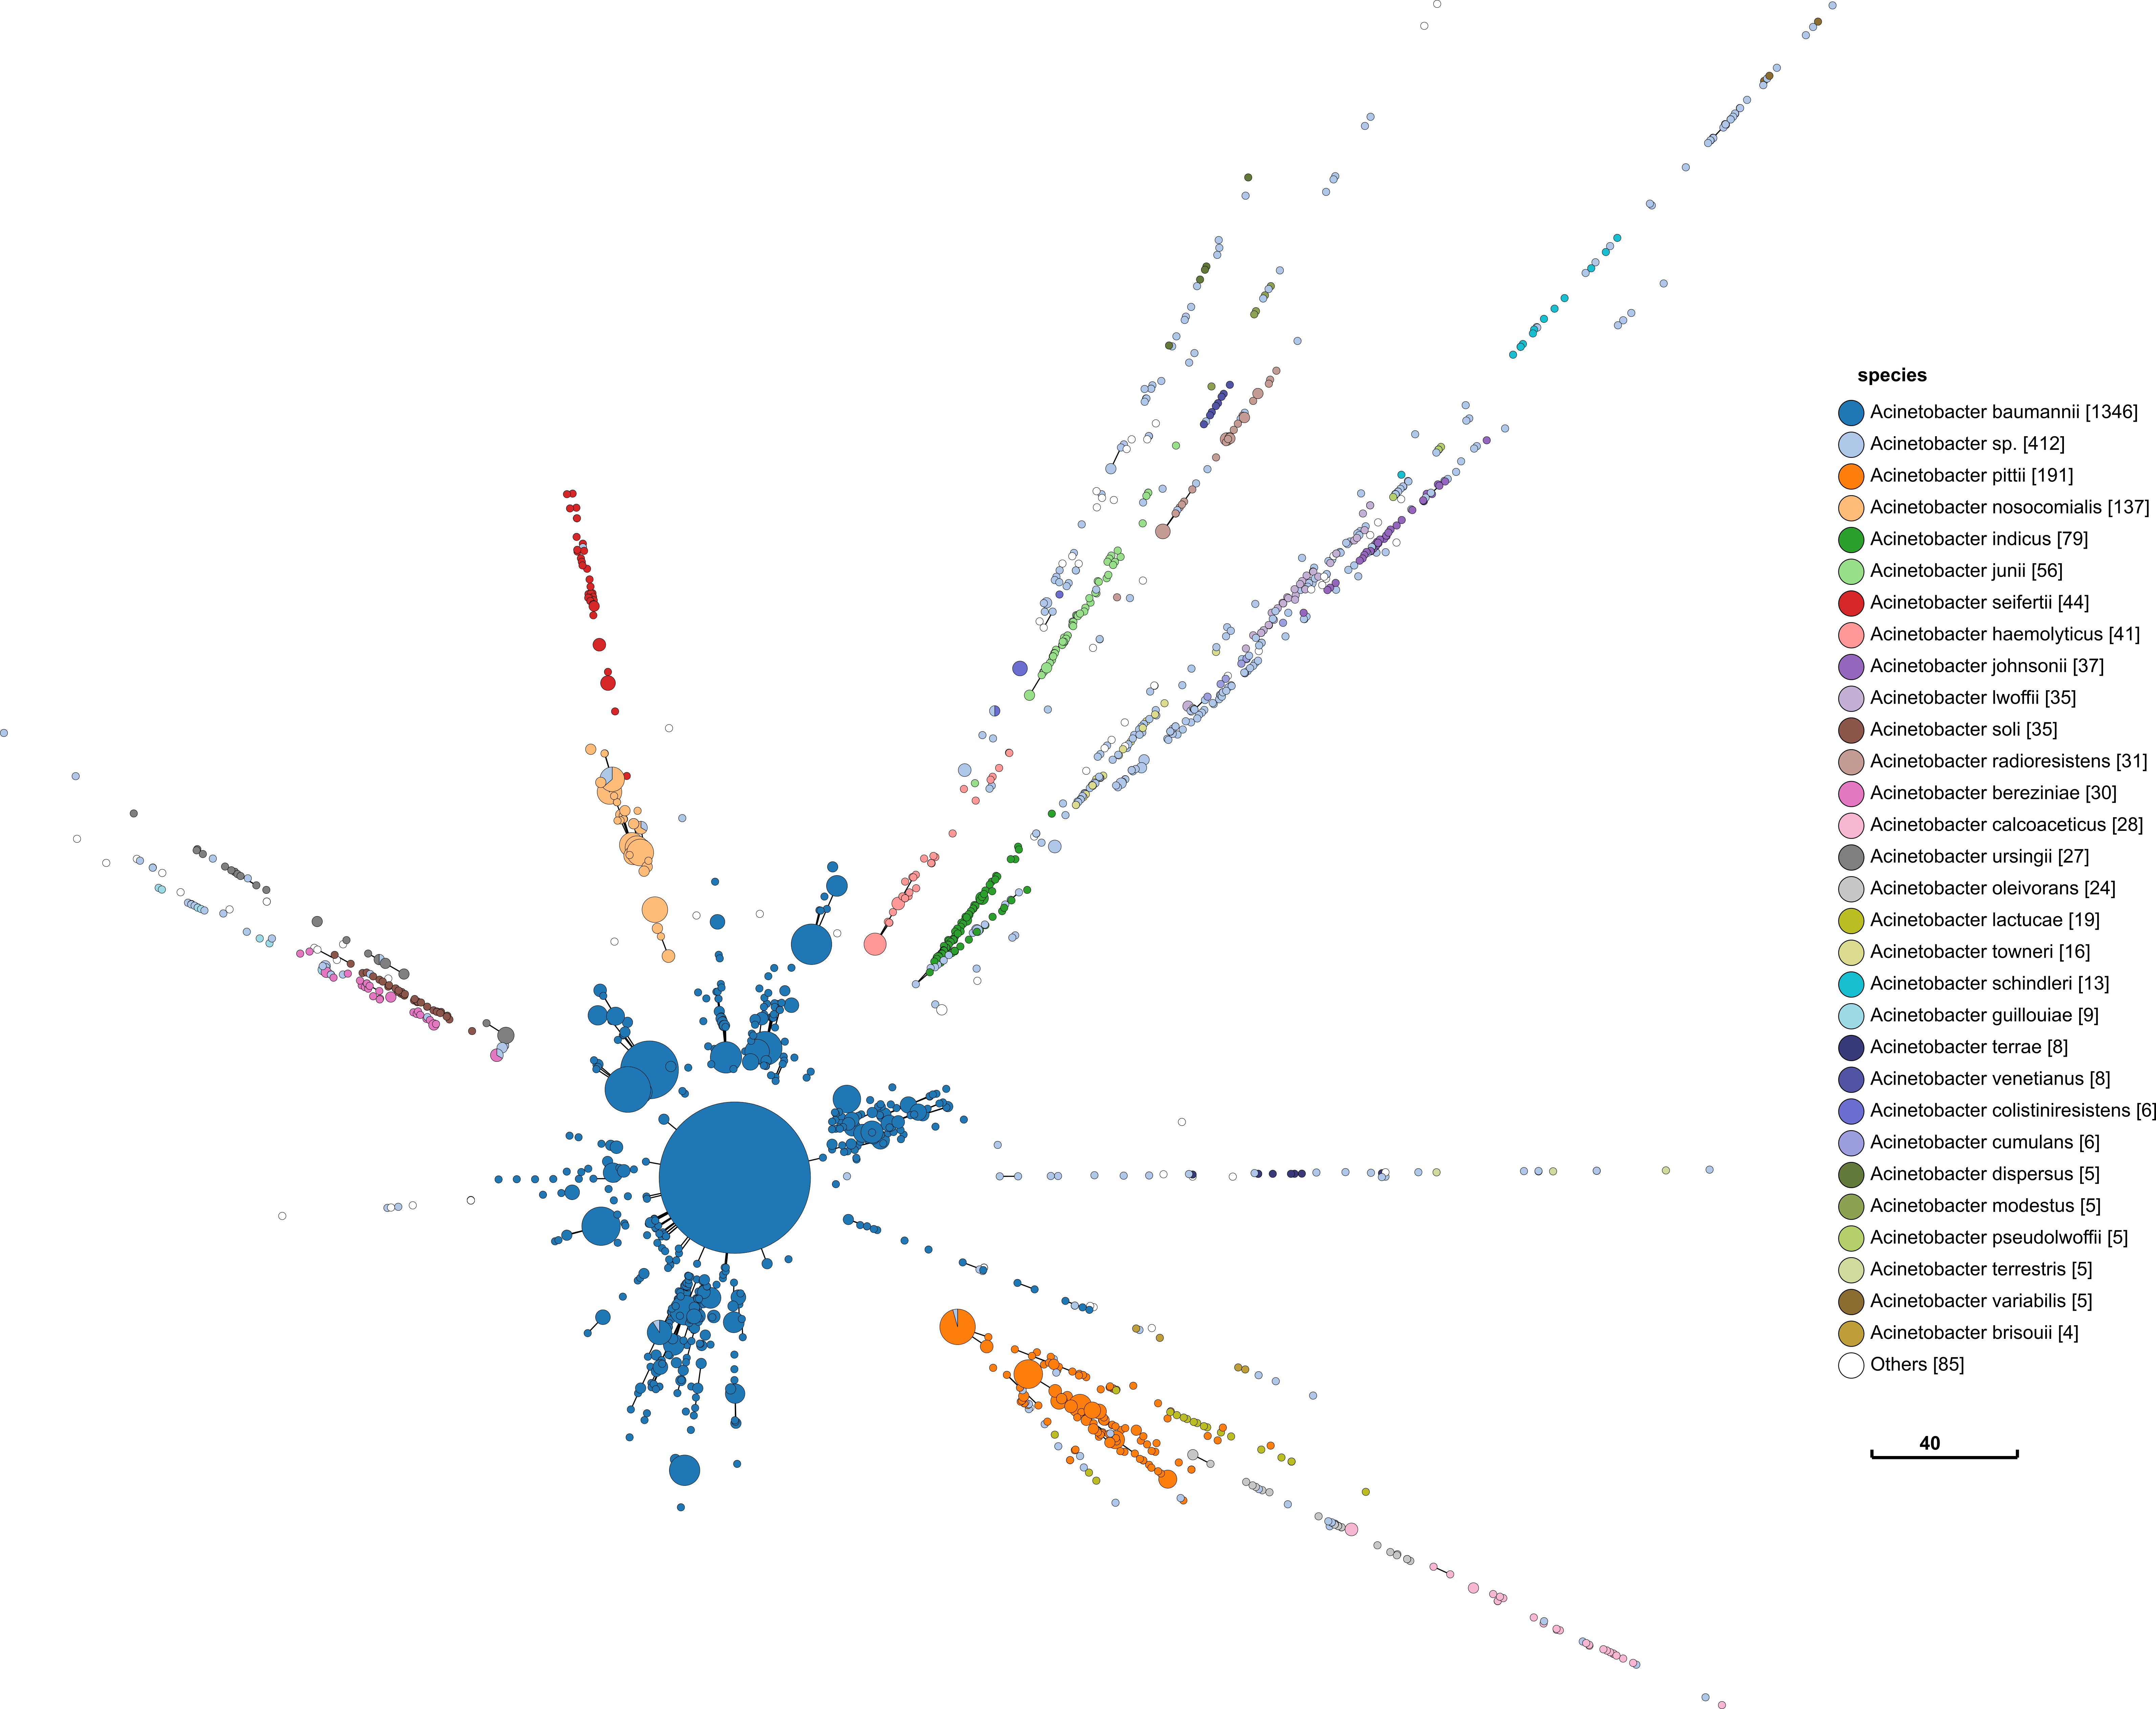 species
Acinetobacter baumannii [1346]
Acinetobacter sp. [412]
Acinetobacter pittii [191]
Acinetobacter nosocomialis [137]
Acinetobacter indicus [79]
Acinetobacter junii [56]
Acinetobacter seifertii [44]
Acinetobacter haemolyticus [41]
Acinetobacter johnsonii [37]
Acinetobacter lwoffii [35]
Acinetobacter soli [35]
Acinetobacter radioresistens [31]
Acinetobacter bereziniae [30]
Acinetobacter calcoaceticus [28]
Acinetobacter ursingii [27]
Acinetobacter oleivorans [24]
Acinetobacter lactucae [19]
Acinetobacter towneri [16]
Acinetobacter schindleri [13]
Acinetobacter guillouiae [9]
Acinetobacter terrae [8]
Acinetobacter venetianus [8]
Acinetobacter colistiniresistens [6]
Acinetobacter cumulans [6]
Acinetobacter dispersus [5]
Acinetobacter modestus [5]
Acinetobacter pseudolwoffii [5]
Acinetobacter terrestris [5]
Acinetobacter variabilis [5]
Acinetobacter brisouii [4]
Others [85]
40